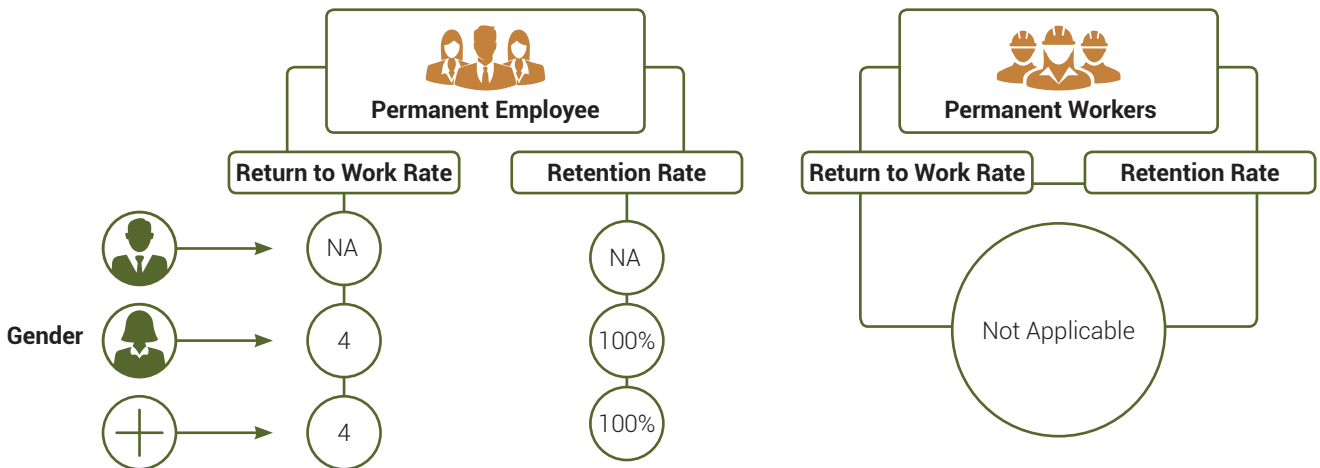 Permanent Employee
Permanent Workers
Return to Work Rate
Retention Rate
Return to Work Rate
Retention Rate
NA
NA
Gender
4
100%
Not Applicable
4
100%